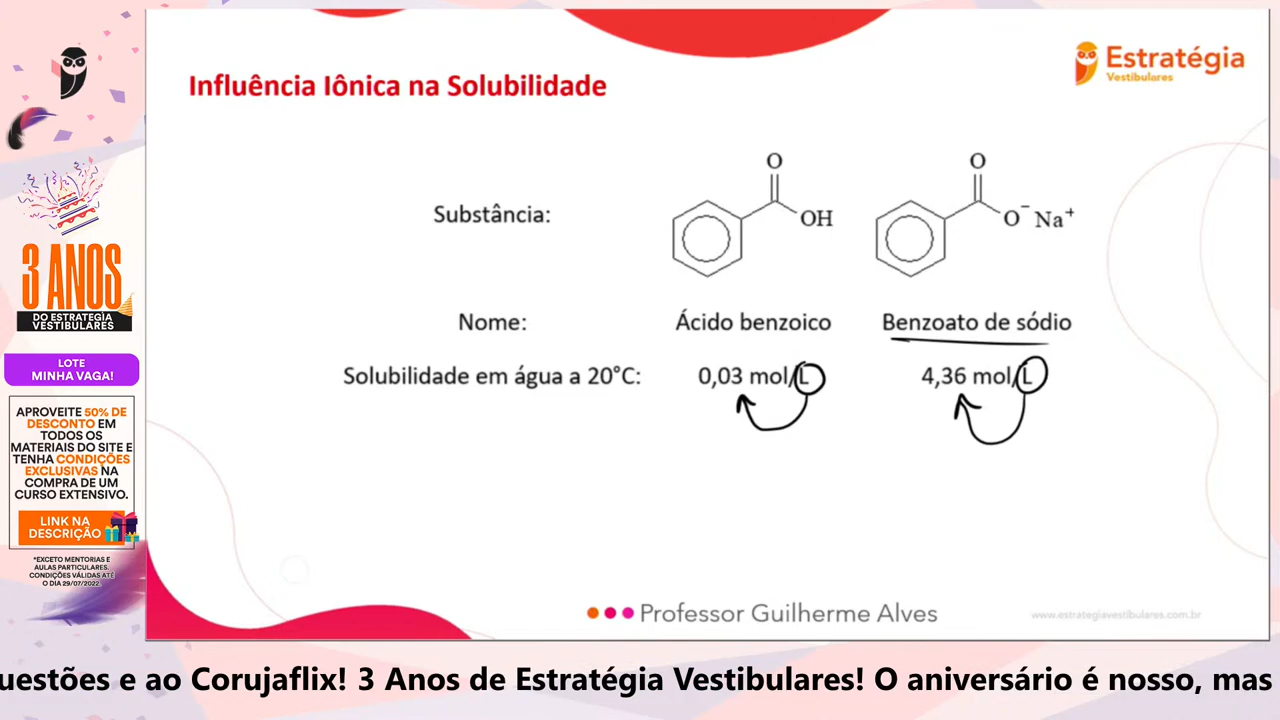 Influência Iônica na Solubilidade
Estratégia
Vestibulares
3 ANOS
DO ESTRATÉGIA
VESTIBULARES
LOTE
MINHA VAGA!
APROVEITE 50% DE
DESCONTO EM
TODOS OS
MATERIAIS DO SITE E
TENHA CONDIÇÕES
EXCLUSIVAS NA
COMPRA DE UM
CURSO EXTENSIVO.
LINK NA
DESCRIÇÃO
*EXCETO MENTORIAS E
AULAS PARTICULARES.
CONDIÇÕES VÁLIDAS ATÉ
O DIA 29/07/2022.
O O
Substância: OH O⁻ Na⁺
Nome: Ácido benzoico Benzoato de sódio
Solubilidade em água a 20°C: 0,03 mol/L 4,36 mol/L
Professor Guilherme Alves
www.estrategiavestibulares.com.br
uestões e ao Corujaflix! 3 Anos de Estratégia Vestibulares! O aniversário é nosso, mas